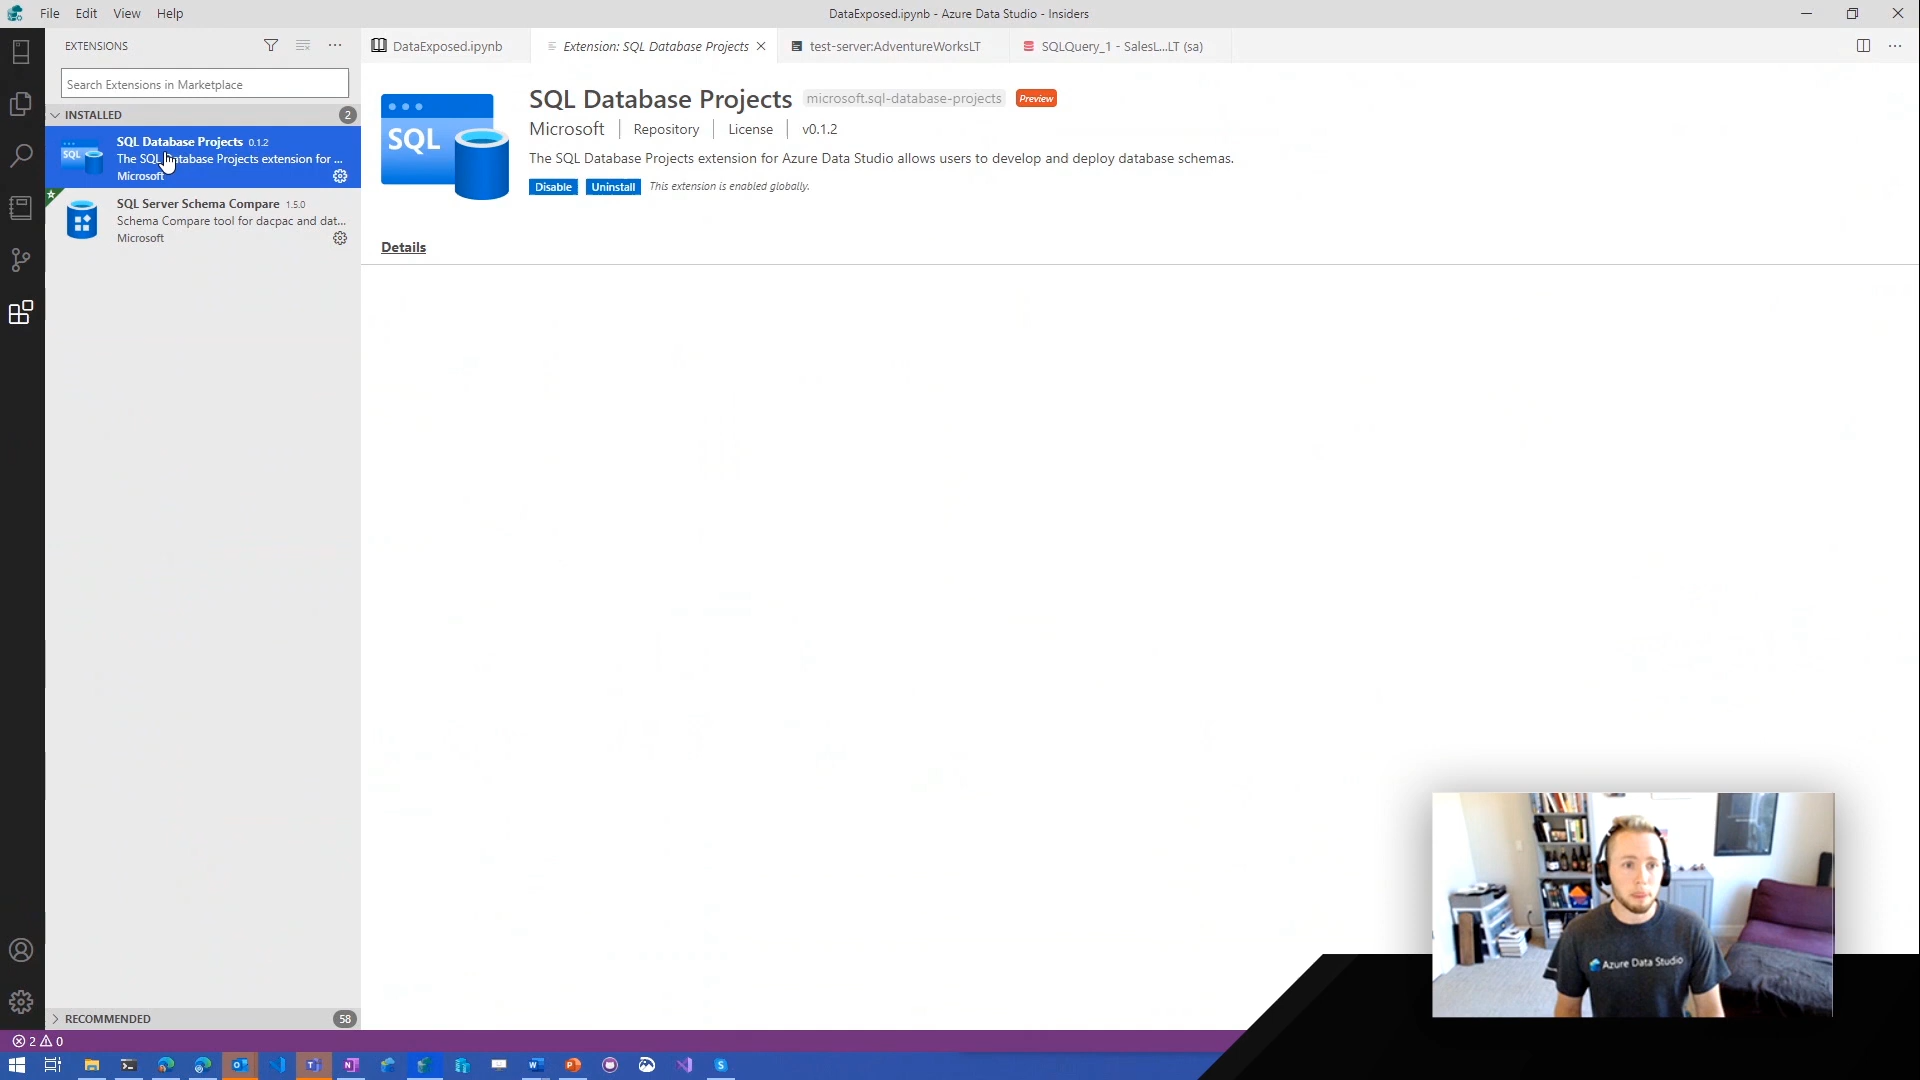 File Edit View Help
DataExposed.ipynb - Azure Data Studio - Insiders
EXTENSIONS
DataExposed.ipynb
Extension: SQL Database Projects
test-server:AdventureWorksLT
SQLQuery_1 - SalesL...LT (sa)
Search Extensions in Marketplace
INSTALLED 2
SQL Database Projects 0.1.2
The SQL Database Projects extension for ...
Microsoft
SQL Server Schema Compare 1.5.0
Schema Compare tool for dacpac and dat...
Microsoft
SQL
SQL
SQL Database Projects microsoft.sql-database-projects Preview
Microsoft Repository License v0.1.2
The SQL Database Projects extension for Azure Data Studio allows users to develop and deploy database schemas.
Disable Uninstall This extension is enabled globally.
Details
Azure Data Studio
RECOMMENDED 58
2 0